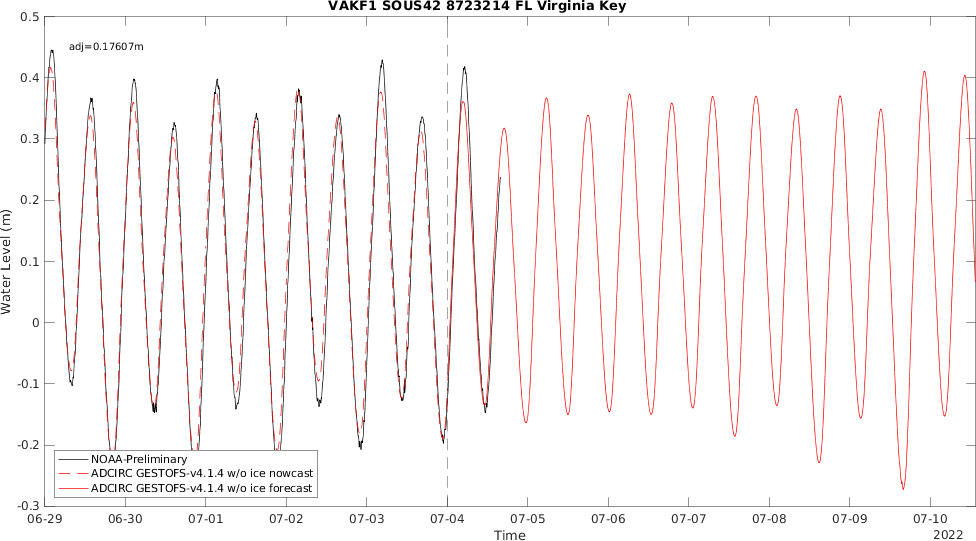 VAKF1 SOUS42 8723214 FL Virginia Key
adj=0.17607m
0.5
0.4
0.3
0.2
0.1
0
-0.1
-0.2
-0.3
Water Level (m)
NOAA-Preliminary
ADCIRC GESTOFS-v4.1.4 w/o ice nowcast
ADCIRC GESTOFS-v4.1.4 w/o ice forecast
06-29 06-30 07-01 07-02 07-03 07-04 07-05 07-06 07-07 07-08 07-09 07-10
Time
2022